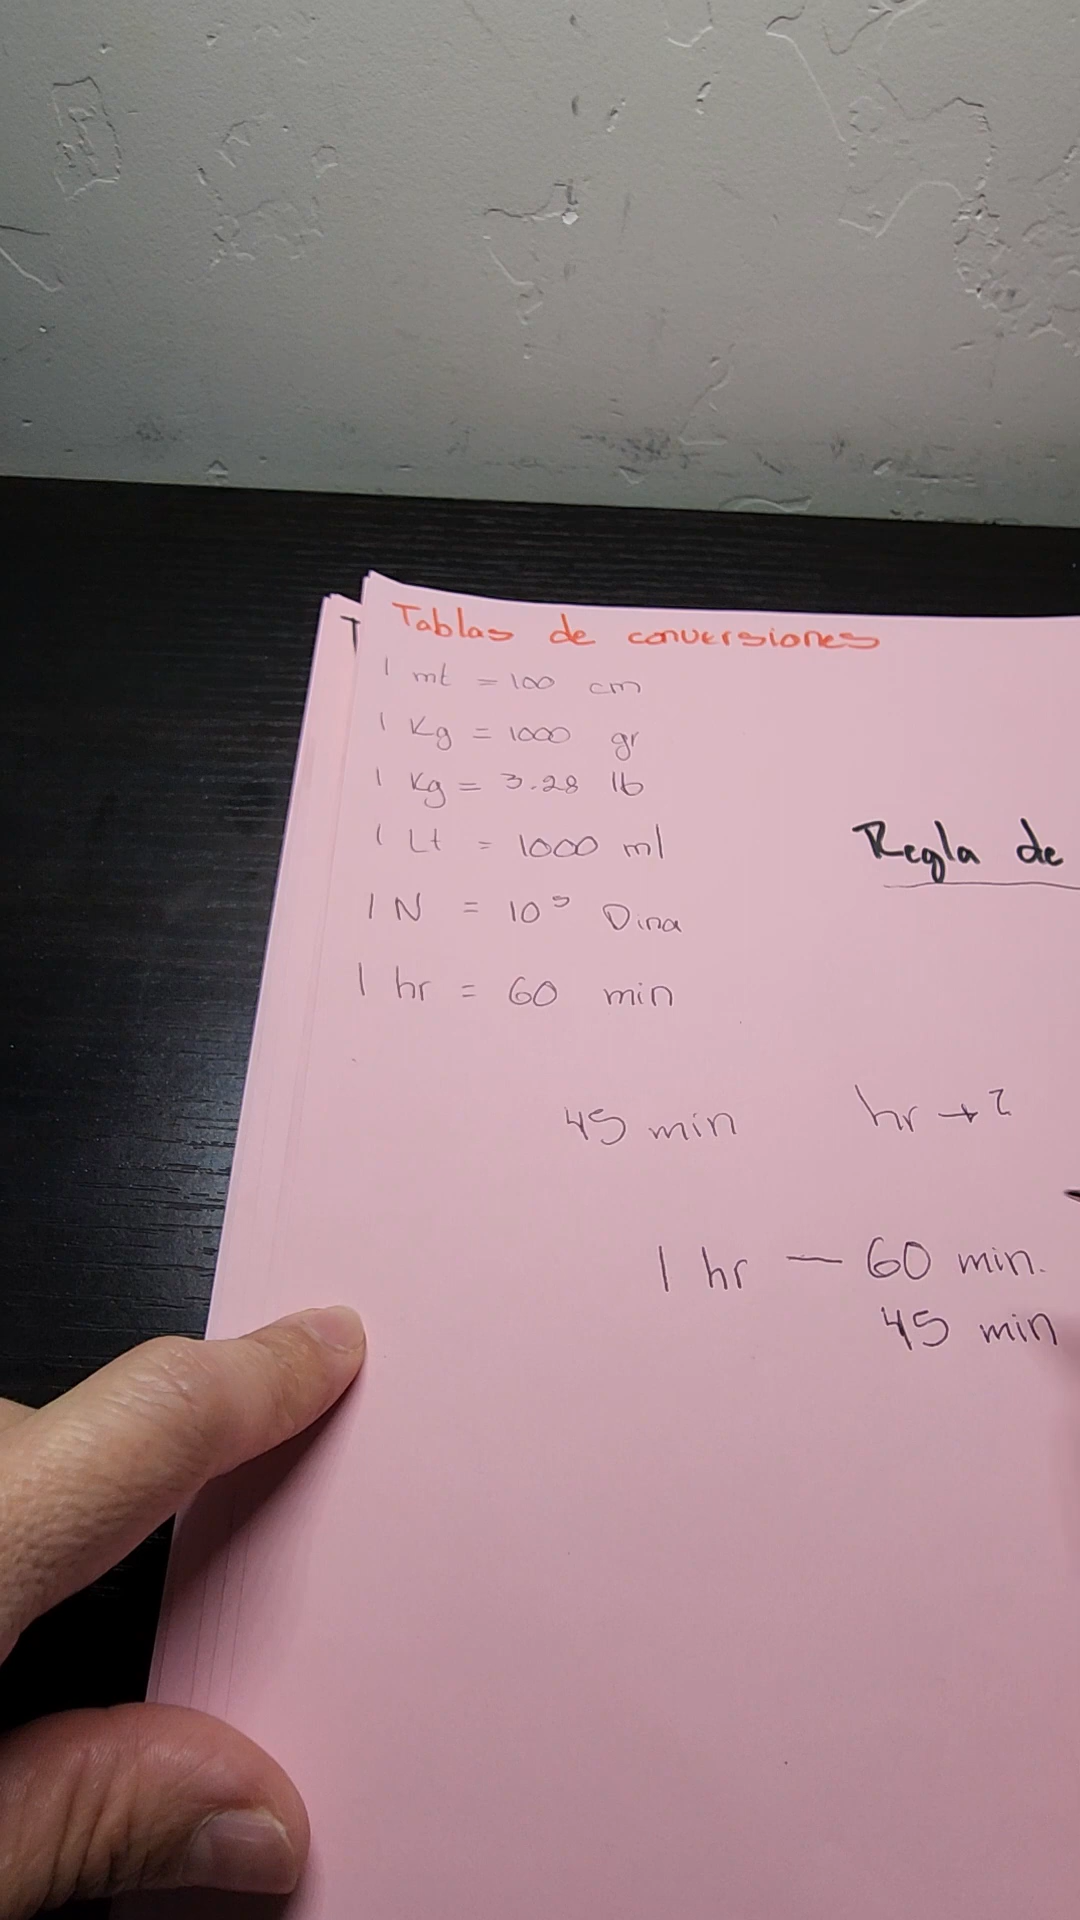 T
Tablas de conversiones
1 mt = 100 cm
1 Kg = 1000 gr
1 Kg = 3.28 lb
1 Lt = 1000 ml
Regla de
1 N = 10⁵ Dina
1 hr = 60 min
45 min hr → ?
1 hr — 60 min.
45 min